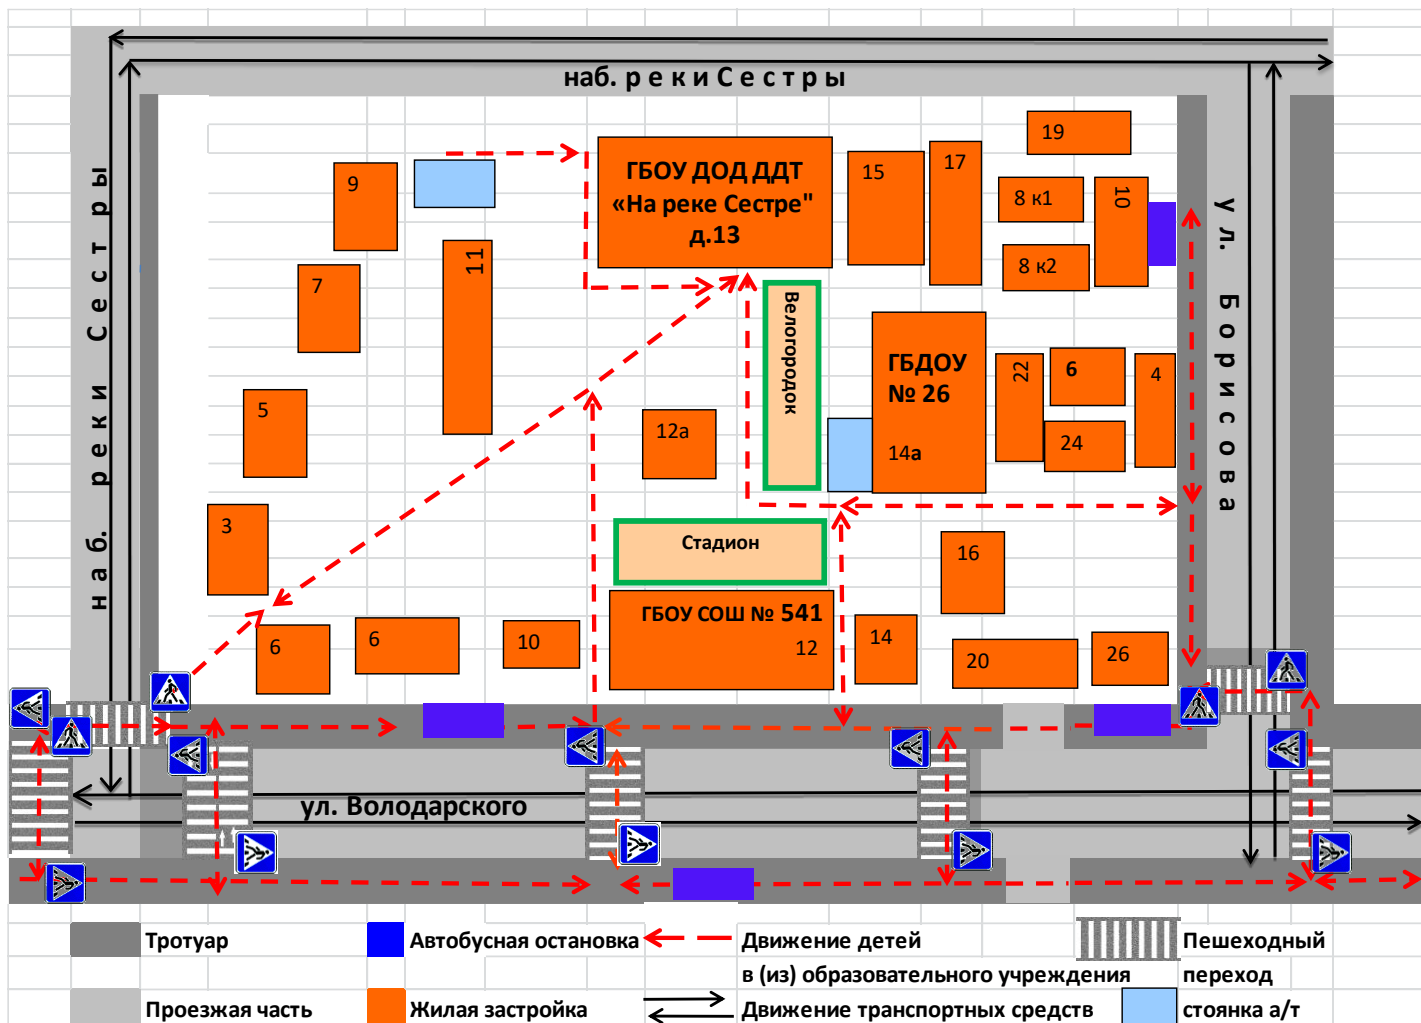 наб. р е к и С е с т р ы
наб. реки Сестры
ул. Борисова
19
9
ГБОУ ДОД ДДТ
«На реке Сестре"
д.13
15
17
8 к1
10
8 к2
11
7
Велогородок
ГБДОУ
№ 26
14а
22
6
4
24
5
12а
3
Стадион
16
ГБОУ СОШ № 541
12
6
6
10
14
20
26
ул. Володарского
Тротуар
Автобусная остановка
Движение детей
в (из) образовательного учреждения
Пешеходный
переход
Проезжая часть
Жилая застройка
Движение транспортных средств
стоянка а/т